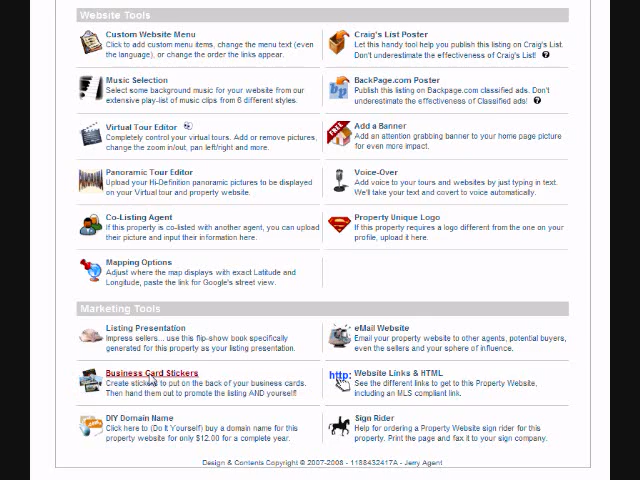 Website Tools
Custom Website Menu
Click to add custom menu items, change the menu text (even
the language), or change the order the links appear.
Craig's List Poster
Let this handy tool help you publish this listing on Craig's List.
Don't underestimate the effectiveness of Craig's List! ?
Music Selection
Select some background music for your website from our
extensive play-list of music clips from 6 different styles.
bp
BackPage.com Poster
Publish this listing on Backpage.com classified ads. Don't
underestimate the effectiveness of Classified ads! ?
Virtual Tour Editor
Completely control your virtual tours. Add or remove pictures,
change the zoom in/out, pan left/right and more.
FREE
Add a Banner
Add an attention grabbing banner to your home page picture
for even more impact.
Panoramic Tour Editor
Upload your Hi-Definition panoramic pictures to be displayed
on your Virtual tour and property website.
Voice-Over
Add voice to your tours and websites by just typing in text.
We'll take your text and convert to voice automatically.
Co-Listing Agent
If this property is co-listed with another agent, you can upload
their picture and input their information here.
Property Unique Logo
If this property requires a logo different from the one on your
profile, upload it here.
Mapping Options
Adjust where the map displays with exact Latitude and
Longitude, paste the link for Google's street view.
Marketing Tools
Listing Presentation
Impress sellers... use this flip-show book specifically
generated for this property as your listing presentation.
eMail Website
Email your property website to other agents, potential buyers,
even the sellers and your sphere of influence.
Business Card Stickers
Create stickers to put on the back of your business cards.
Then hand them out to promote the listing AND yourself!
http:
Website Links & HTML
See the different links to get to this Property Website,
including an MLS compliant link.
DIY Domain Name
Click here to (Do It Yourself) buy a domain name for this
property website for only $12.00 for a complete year.
Sign Rider
Help for ordering a Property Website sign rider for this
property. Print the page and fax it to your sign company.
Design & Contents Copyright © 2007-2008 - 1188432417A - Jerry Agent